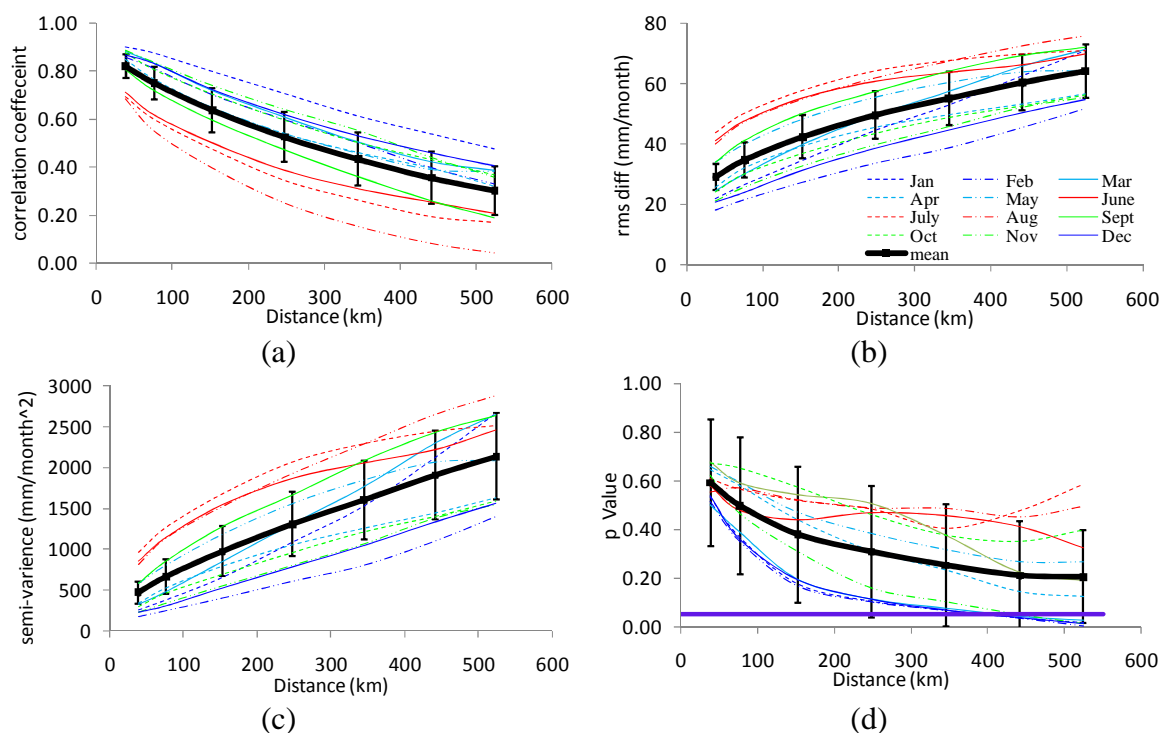 1.00
0.80
0.60
0.40
0.20
0.00
correlation coeffeceint
0 100 200 300 400 500 600
Distance (km)
(a)
80
60
40
20
0
rms diff (mm/month)
Jan Feb Mar
Apr May June
July Aug Sept
Oct Nov Dec
mean
0 100 200 300 400 500 600
Distance (km)
(b)
3000
2500
2000
1500
1000
500
0
semi-varience (mm/month^2)
0 100 200 300 400 500 600
Distance (km)
(c)
1.00
0.80
0.60
0.40
0.20
0.00
p Value
0 100 200 300 400 500 600
Distance (km)
(d)